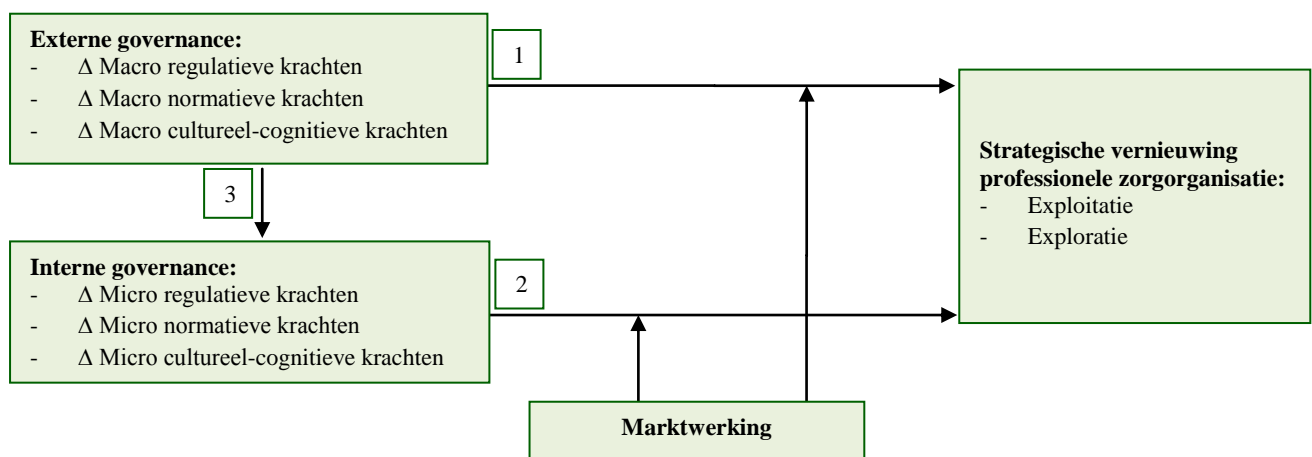 Externe governance:
- Δ Macro regulatieve krachten
- Δ Macro normatieve krachten
- Δ Macro cultureel-cognitieve krachten
1
3
Interne governance:
- Δ Micro regulatieve krachten
- Δ Micro normatieve krachten
- Δ Micro cultureel-cognitieve krachten
2
Strategische vernieuwing
professionele zorgorganisatie:
- Exploitatie
- Exploratie
Marktwerking